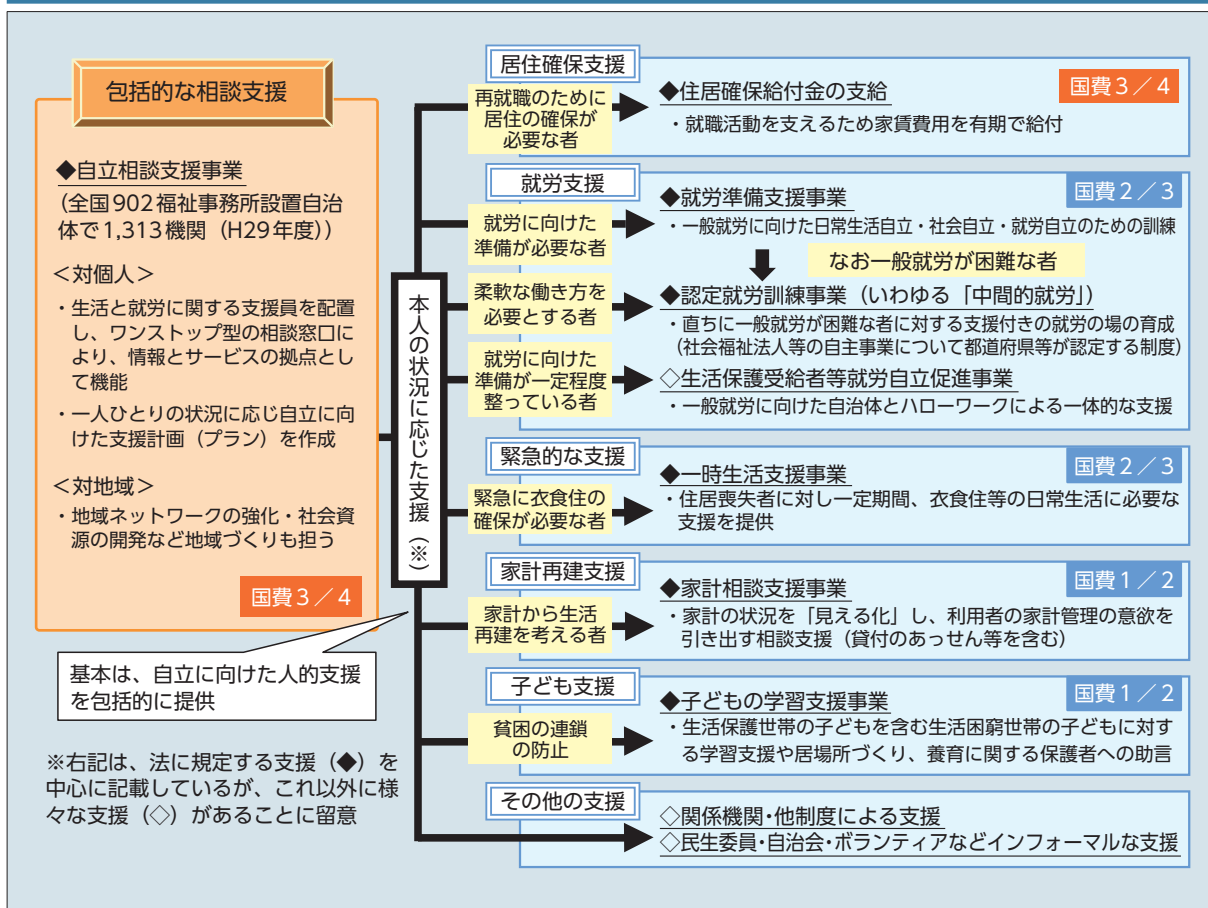 包括的な相談支援
◆自立相談支援事業
(全国902福祉事務所設置自治
体で1,313機関（H29年度））
＜対個人＞
・生活と就労に関する支援員を配置
し、ワンストップ型の相談窓口に
より、情報とサービスの拠点とし
て機能
・一人ひとりの状況に応じ自立に向
けた支援計画（プラン）を作成
＜対地域＞
・地域ネットワークの強化・社会資
源の開発など地域づくりも担う
国費３／４
基本は、自立に向けた人的支援
を包括的に提供
※右記は、法に規定する支援（◆）を
中心に記載しているが、これ以外に様
々な支援（◇）があることに留意
本人の状況に応じた支援（※）
居住確保支援
再就職のために
居住の確保が
必要な者
◆住居確保給付金の支給
国費３／４
・就職活動を支えるため家賃費用を有期で給付
就労支援
就労に向けた
準備が必要な者
◆就労準備支援事業
国費２／３
・一般就労に向けた日常生活自立・社会自立・就労自立のための訓練
なお一般就労が困難な者
柔軟な働き方を
必要とする者
◆認定就労訓練事業（いわゆる「中間的就労」）
・直ちに一般就労が困難な者に対する支援付きの就労の場の育成
（社会福祉法人等の自主事業について都道府県等が認定する制度）
就労に向けた
準備が一定程度
整っている者
◇生活保護受給者等就労自立促進事業
・一般就労に向けた自治体とハローワークによる一体的な支援
緊急的な支援
緊急に衣食住の
確保が必要な者
◆一時生活支援事業
国費２／３
・住居喪失者に対し一定期間、衣食住等の日常生活に必要な
支援を提供
家計再建支援
家計から生活
再建を考える者
◆家計相談支援事業
国費１／２
・家計の状況を「見える化」し、利用者の家計管理の意欲を
引き出す相談支援（貸付のあっせん等を含む）
子ども支援
貧困の連鎖
の防止
◆子どもの学習支援事業
国費１／２
・生活保護世帯の子どもを含む生活困窮世帯の子どもに対す
る学習支援や居場所づくり、養育に関する保護者への助言
その他の支援
◇関係機関・他制度による支援
◇民生委員・自治会・ボランティアなどインフォーマルな支援